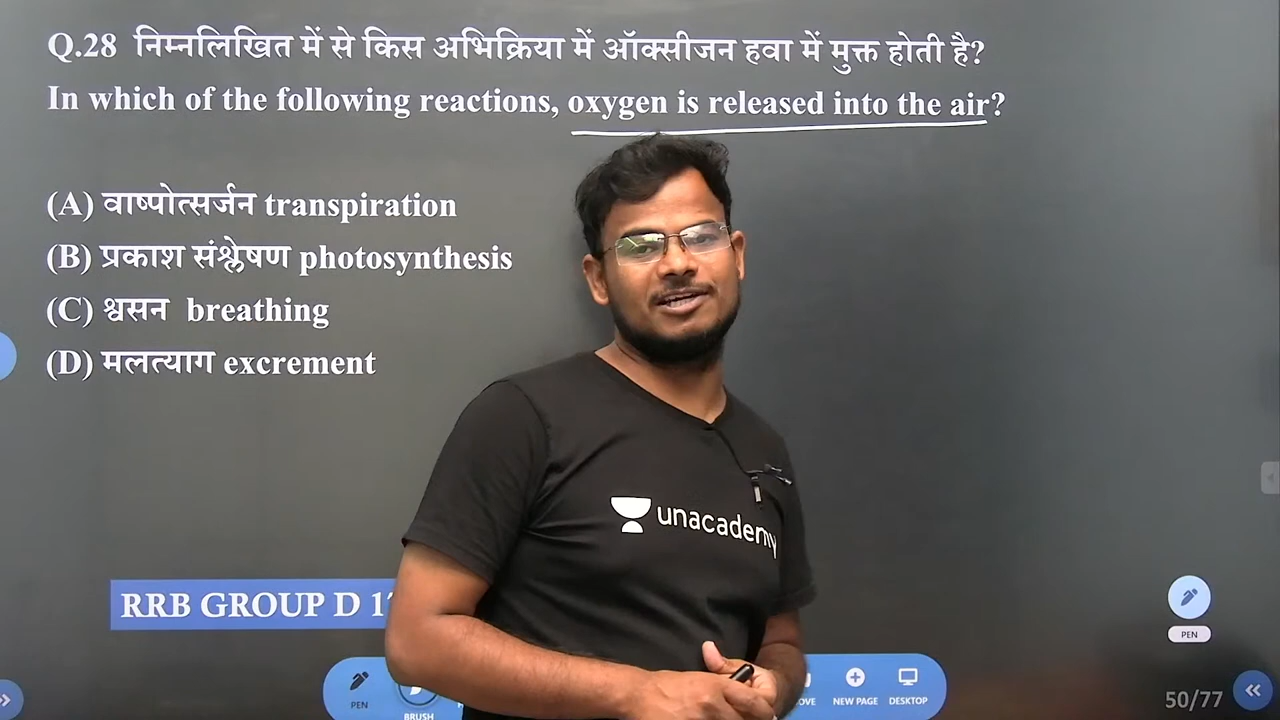 Q.28 निम्नलिखित में से किस अभिक्रिया में ऑक्सीजन हवा में मुक्त होती है?
In which of the following reactions, oxygen is released into the air?
(A) वाष्पोत्सर्जन transpiration
(B) प्रकाश संश्लेषण photosynthesis
(C) श्वसन breathing
(D) मलत्याग excrement
unacademy
RRB GROUP D
PEN
PEN
BRUSH
NEW PAGE
DESKTOP
50/77